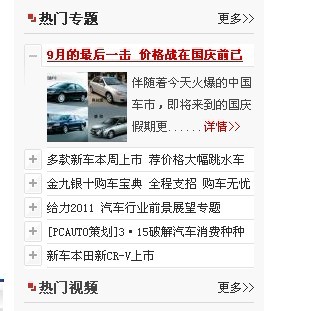 热门专题 更多>>
9月的最后一击 价格战在国庆前已
伴随着今天火爆的中国
车市，即将来到的国庆
假期更......详情>>
多款新车本周上市 荐价格大幅跳水车
金九银十购车宝典 全程支招 购车无忧
给力2011 汽车行业前景展望专题
[PCAUTO策划]3·15破解汽车消费种种
新车本田新CR-V上市
热门视频 更多>>